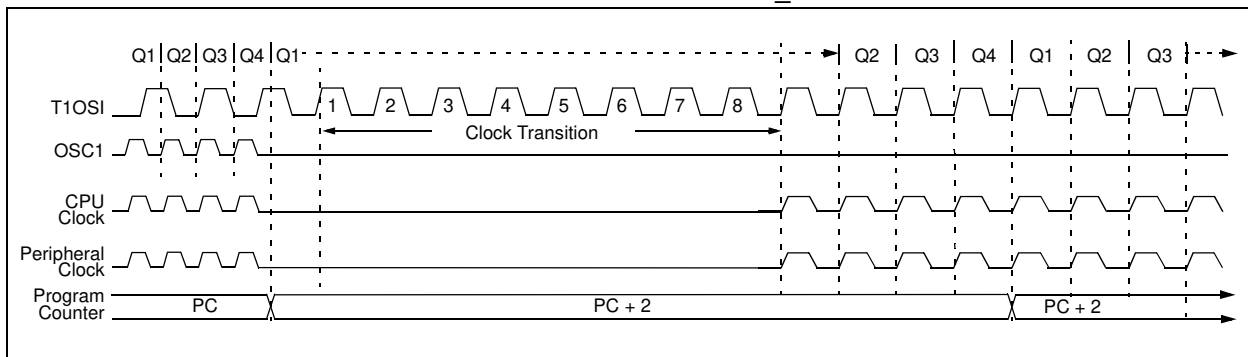 Q1 Q2 Q3 Q4 Q1 Q2 Q3 Q4 Q1 Q2 Q3
T1OSI
1 2 3 4 5 6 7 8
Clock Transition
OSC1
CPU
Clock
Peripheral
Clock
Program
Counter
PC PC + 2 PC + 2